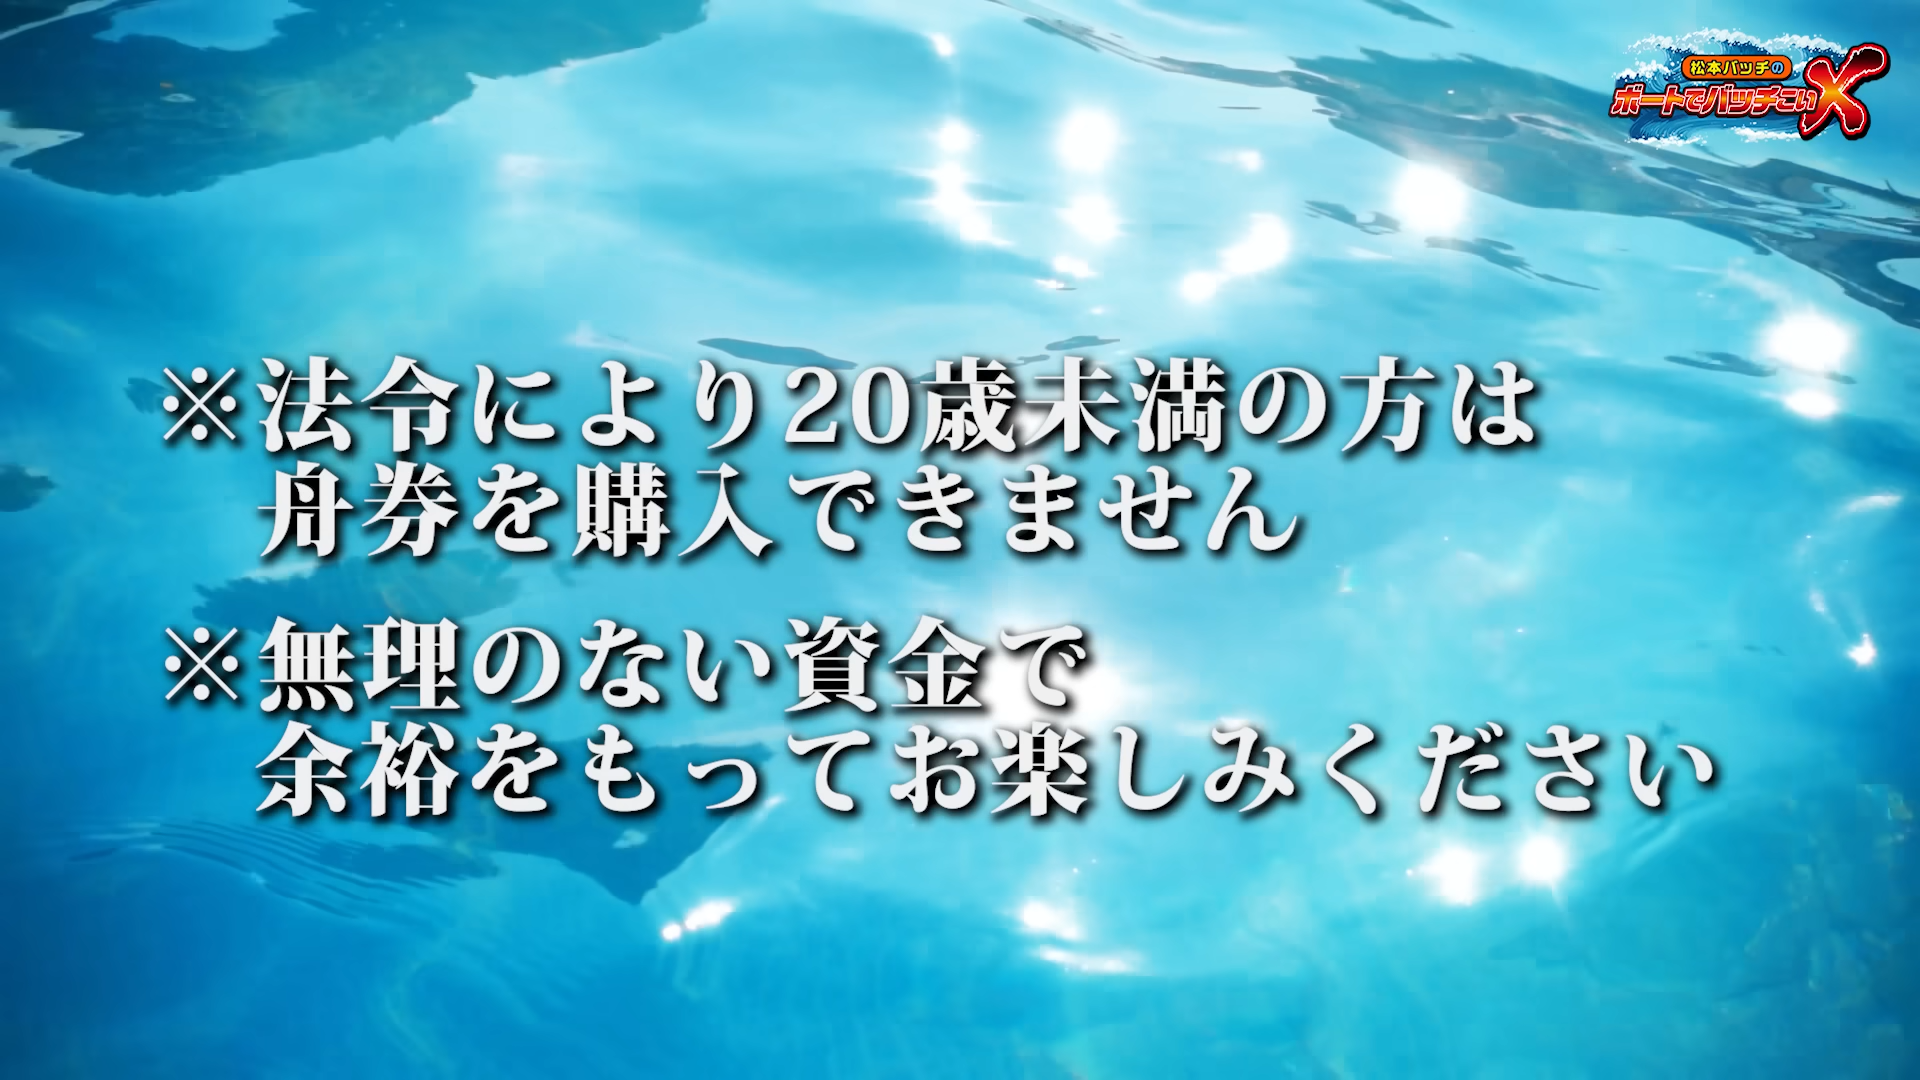 松本バッチの
ボートでバッチこいX
※法令により20歳未満の方は
舟券を購入できません
※無理のない資金で
余裕をもってお楽しみください